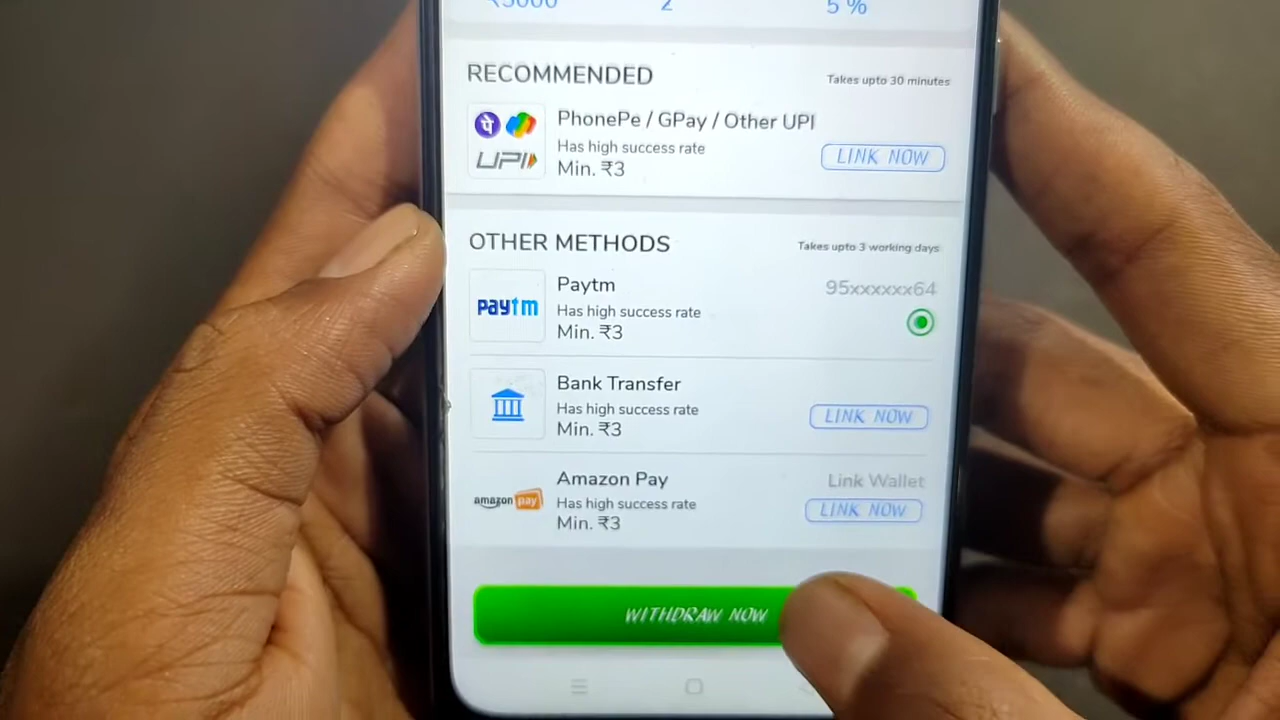 ₹5000 2 5 %
RECOMMENDED Takes upto 30 minutes
PhonePe / GPay / Other UPI
पे
Has high success rate LINK NOW
UPI
Min. ₹3
OTHER METHODS Takes upto 3 working days
Paytm 95xxxxxx64
paytm
Has high success rate
Min. ₹3
Bank Transfer
Has high success rate LINK NOW
Min. ₹3
Amazon Pay Link Wallet
amazon pay
Has high success rate LINK NOW
Min. ₹3
WITHDRAW NOW